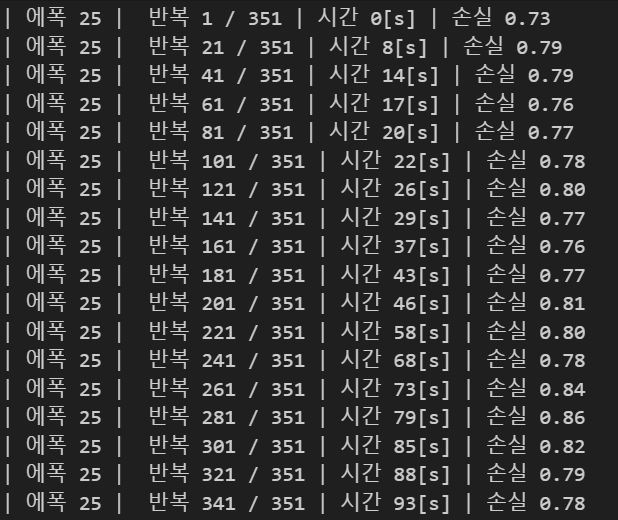 | 에폭 25 |  반복 1 / 351 | 시간 0[s] | 손실 0.73
| 에폭 25 |  반복 21 / 351 | 시간 8[s] | 손실 0.79
| 에폭 25 |  반복 41 / 351 | 시간 14[s] | 손실 0.79
| 에폭 25 |  반복 61 / 351 | 시간 17[s] | 손실 0.76
| 에폭 25 |  반복 81 / 351 | 시간 20[s] | 손실 0.77
| 에폭 25 |  반복 101 / 351 | 시간 22[s] | 손실 0.78
| 에폭 25 |  반복 121 / 351 | 시간 26[s] | 손실 0.80
| 에폭 25 |  반복 141 / 351 | 시간 29[s] | 손실 0.77
| 에폭 25 |  반복 161 / 351 | 시간 37[s] | 손실 0.76
| 에폭 25 |  반복 181 / 351 | 시간 43[s] | 손실 0.77
| 에폭 25 |  반복 201 / 351 | 시간 46[s] | 손실 0.81
| 에폭 25 |  반복 221 / 351 | 시간 58[s] | 손실 0.80
| 에폭 25 |  반복 241 / 351 | 시간 68[s] | 손실 0.78
| 에폭 25 |  반복 261 / 351 | 시간 73[s] | 손실 0.84
| 에폭 25 |  반복 281 / 351 | 시간 79[s] | 손실 0.86
| 에폭 25 |  반복 301 / 351 | 시간 85[s] | 손실 0.82
| 에폭 25 |  반복 321 / 351 | 시간 88[s] | 손실 0.79
| 에폭 25 |  반복 341 / 351 | 시간 93[s] | 손실 0.78